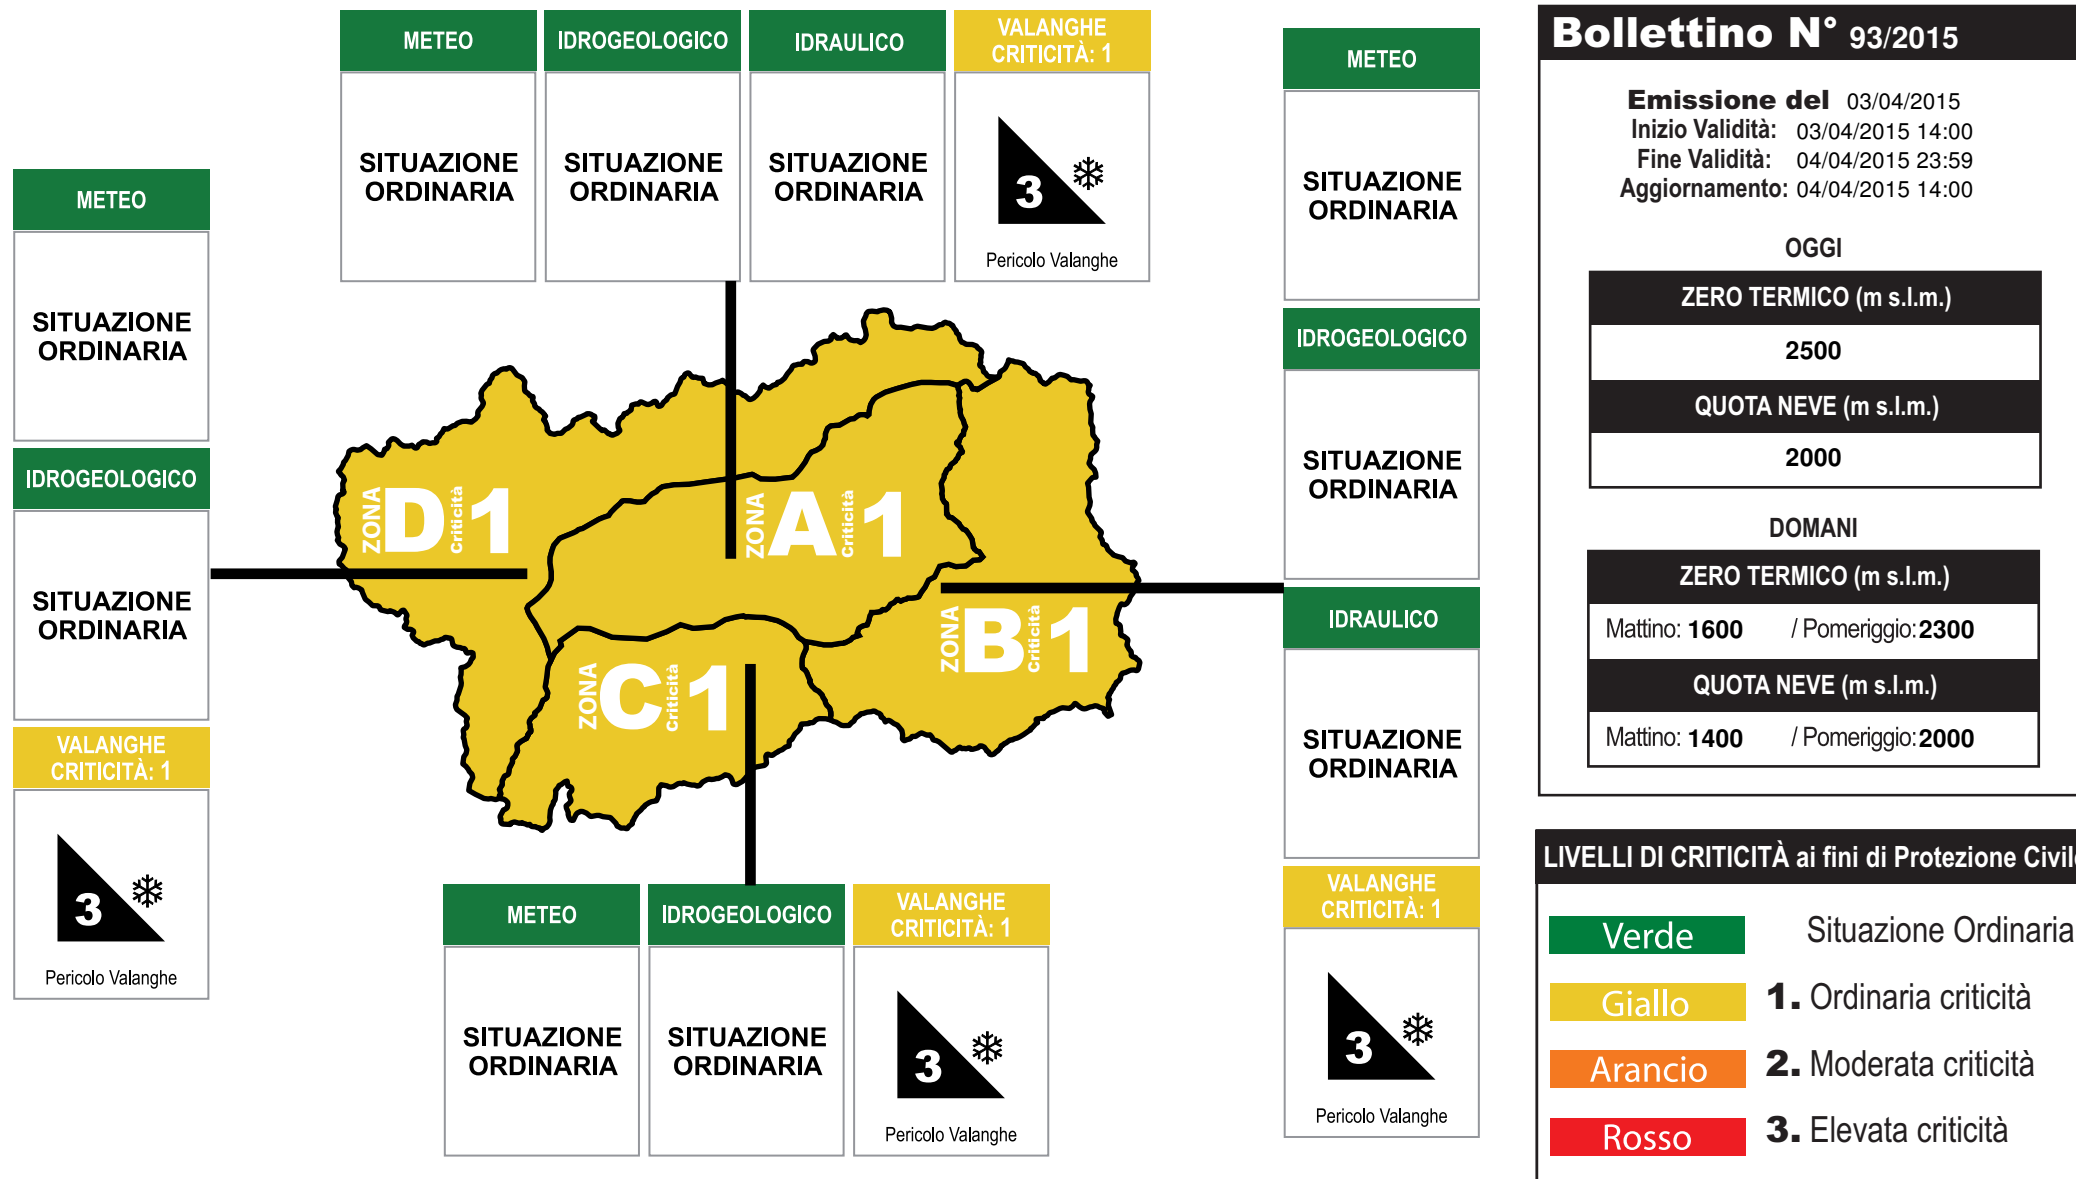 METEO
SITUAZIONE
ORDINARIA
IDROGEOLOGICO
SITUAZIONE
ORDINARIA
VALANGHE
CRITICITÀ: 1
3
Pericolo Valanghe
METEO
SITUAZIONE
ORDINARIA
IDROGEOLOGICO
SITUAZIONE
ORDINARIA
IDRAULICO
SITUAZIONE
ORDINARIA
VALANGHE
CRITICITÀ: 1
3
Pericolo Valanghe
ZONA D Criticità 1
ZONA A Criticità 1
ZONA B Criticità 1
ZONA C Criticità 1
METEO
SITUAZIONE
ORDINARIA
IDROGEOLOGICO
SITUAZIONE
ORDINARIA
VALANGHE
CRITICITÀ: 1
3
Pericolo Valanghe
METEO
SITUAZIONE
ORDINARIA
IDROGEOLOGICO
SITUAZIONE
ORDINARIA
IDRAULICO
SITUAZIONE
ORDINARIA
VALANGHE
CRITICITÀ: 1
3
Pericolo Valanghe
Bollettino N° 93/2015
Emissione del 03/04/2015
Inizio Validità: 03/04/2015 14:00
Fine Validità: 04/04/2015 23:59
Aggiornamento: 04/04/2015 14:00
OGGI
ZERO TERMICO (m s.l.m.)
2500
QUOTA NEVE (m s.l.m.)
2000
DOMANI
ZERO TERMICO (m s.l.m.)
Mattino: 1600 / Pomeriggio: 2300
QUOTA NEVE (m s.l.m.)
Mattino: 1400 / Pomeriggio: 2000
LIVELLI DI CRITICITÀ ai fini di Protezione Civile
Verde Situazione Ordinaria
Giallo 1. Ordinaria criticità
Arancio 2. Moderata criticità
Rosso 3. Elevata criticità